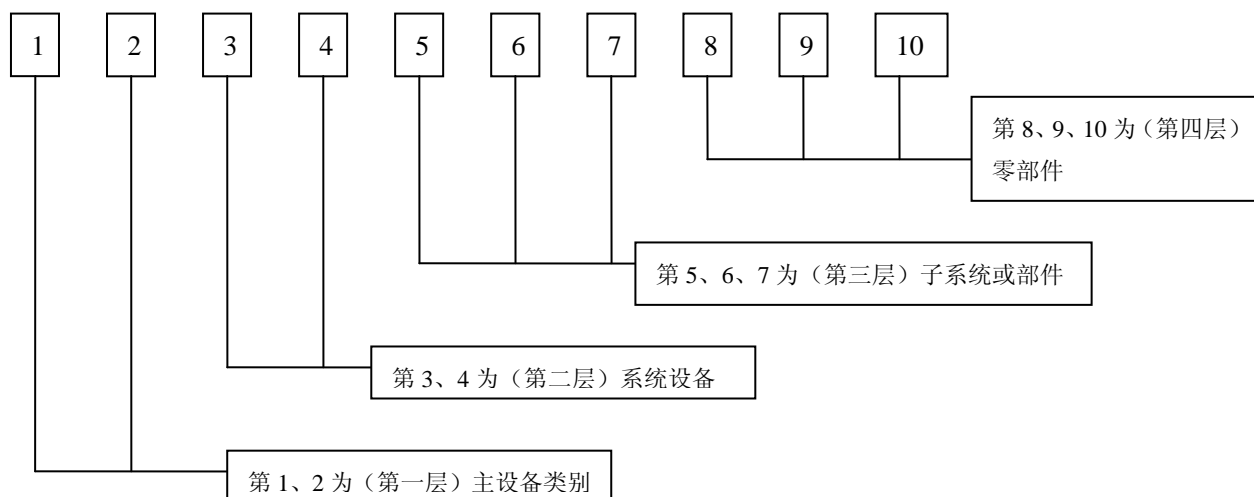 1 2 3 4 5 6 7 8 9 10
第 8、9、10 为（第四层）
零部件
第 5、6、7 为（第三层）子系统或部件
第 3、4 为（第二层）系统设备
第 1、2 为（第一层）主设备类别